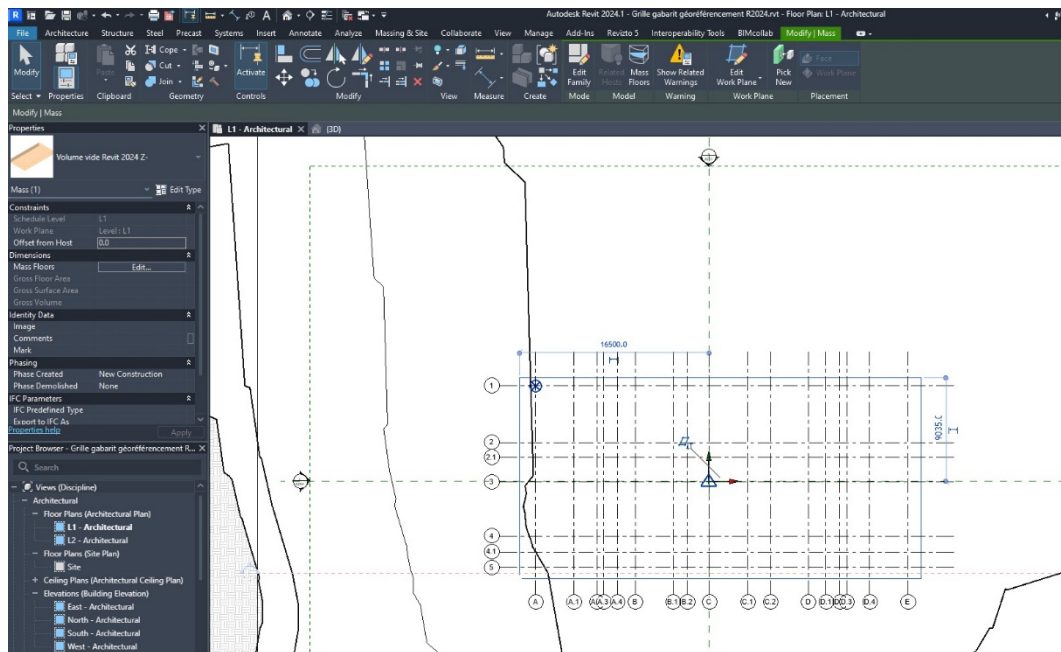 Autodesk Revit 2024.1 - Grille gabarit géoréférencement R2024.rvt - Floor Plan: L1 - Architectural
File Architecture Structure Steel Precast Systems Insert Annotate Analyze Massing & Site Collaborate View Manage Add-Ins Revizto 5 Interoperability Tools BIMcollab Modify | Mass
Modify Paste Cope Cut Join Activate Edit Family Related Hosts Mass Floors Show Related Warnings Edit Work Plane Pick New Face Work Plane
Select Properties Clipboard Geometry Controls Modify View Measure Create Mode Model Warning Work Plane Placement
Modify | Mass
Properties
L1 - Architectural
{3D}
Volume vide Revit 2024 Z-
Mass (1) Edit Type
Constraints
Schedule Level L1
Work Plane Level : L1
Offset from Host 0.0
Dimensions
Mass Floors Edit...
Gross Floor Area
Gross Surface Area
Gross Volume
Identity Data
Image
Comments
Mark
Phasing
Phase Created New Construction
Phase Demolished None
IFC Parameters
IFC Predefined Type
Export to IFC As
Properties help Apply
Project Browser - Grille gabarit géoréférencement R...
Search
Views (Discipline)
Architectural
Floor Plans (Architectural Plan)
L1 - Architectural
L2 - Architectural
Floor Plans (Site Plan)
Site
Ceiling Plans (Architectural Ceiling Plan)
Elevations (Building Elevation)
East - Architectural
North - Architectural
South - Architectural
West - Architectural
16500.0
9035.0
1
2
2.1
3
4
4.1
5
A A.1 A.3 A.4 B B.1 B.2 C C.1 C.2 D D.1 D.3 D.4 E